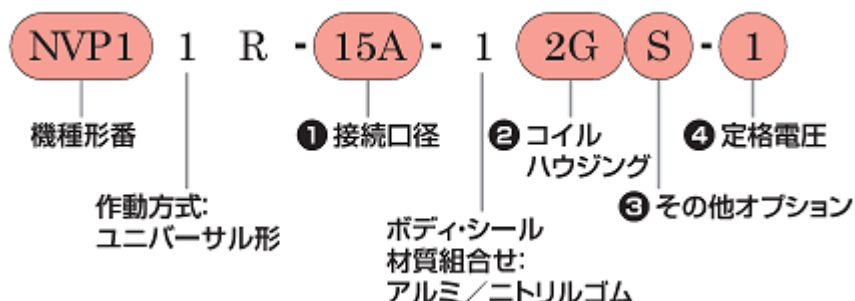 NVP1 1 R - 15A - 1 2G S - 1
機種形番
❶ 接続口径
❷ コイル
ハウジング
❹ 定格電圧
作動方式:
ユニバーサル形
❸ その他オプション
ボディ・シール
材質組合せ:
アルミ/ニトリルゴム